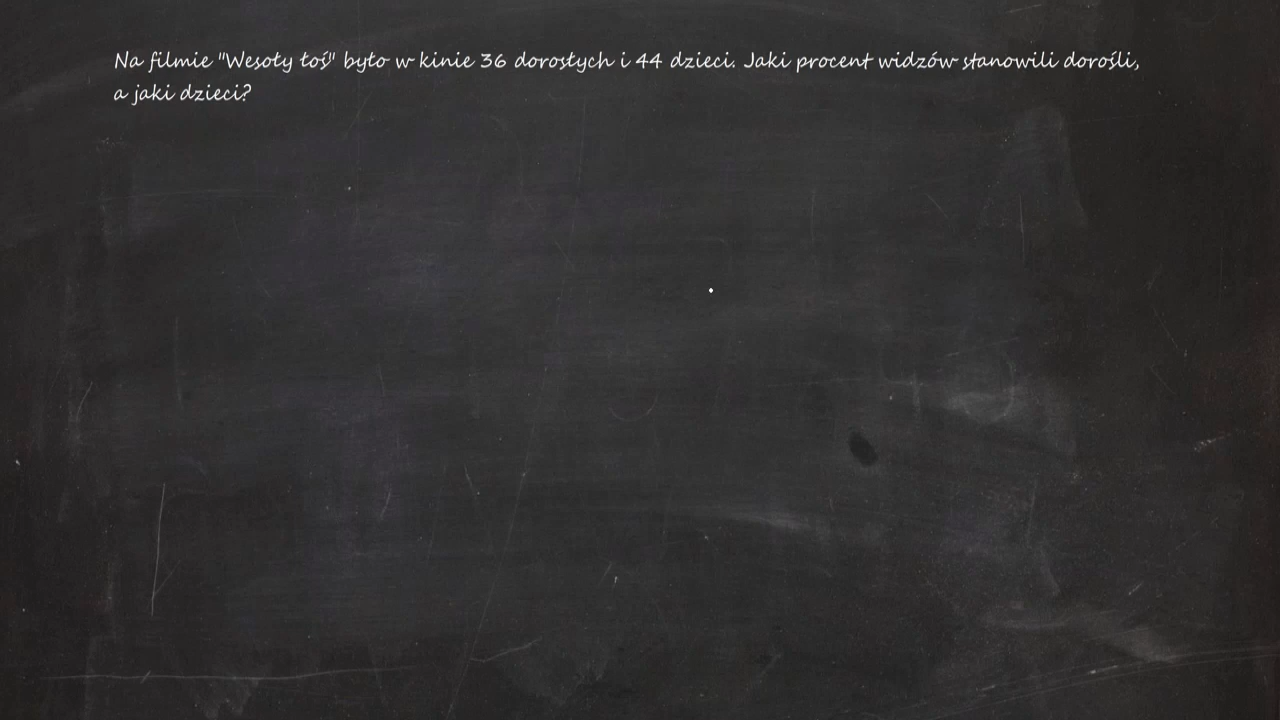 Na filmie "Wesoły łoś" było w kinie 36 dorosłych i 44 dzieci. Jaki procent widzów stanowili dorośli,
a jaki dzieci?